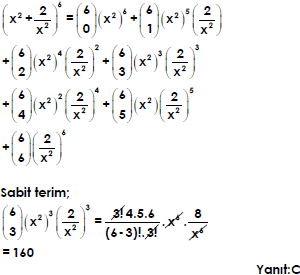 (x² + 2/x²)⁶ = (6 0)(x²)⁶ + (6 1)(x²)⁵(2/x²)
+(6 2)(x²)⁴(2/x²)² + (6 3)(x²)³(2/x²)³
+(6 4)(x²)²(2/x²)⁴ + (6 5)(x²)(2/x²)⁵
+(6 6)(2/x²)⁶
Sabit terim;
(6 3)(x²)³(2/x²)³ = 3!.4.5.6/(6-3)!.3! . x⁶ . 8/x⁶
= 160
Yanıt:C